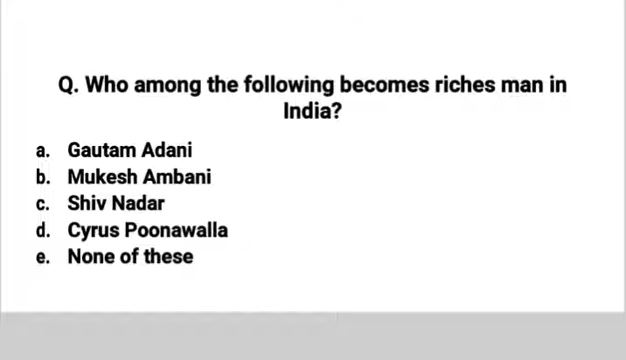 Q. Who among the following becomes riches man in
India?
a. Gautam Adani
b. Mukesh Ambani
c. Shiv Nadar
d. Cyrus Poonawalla
e. None of these